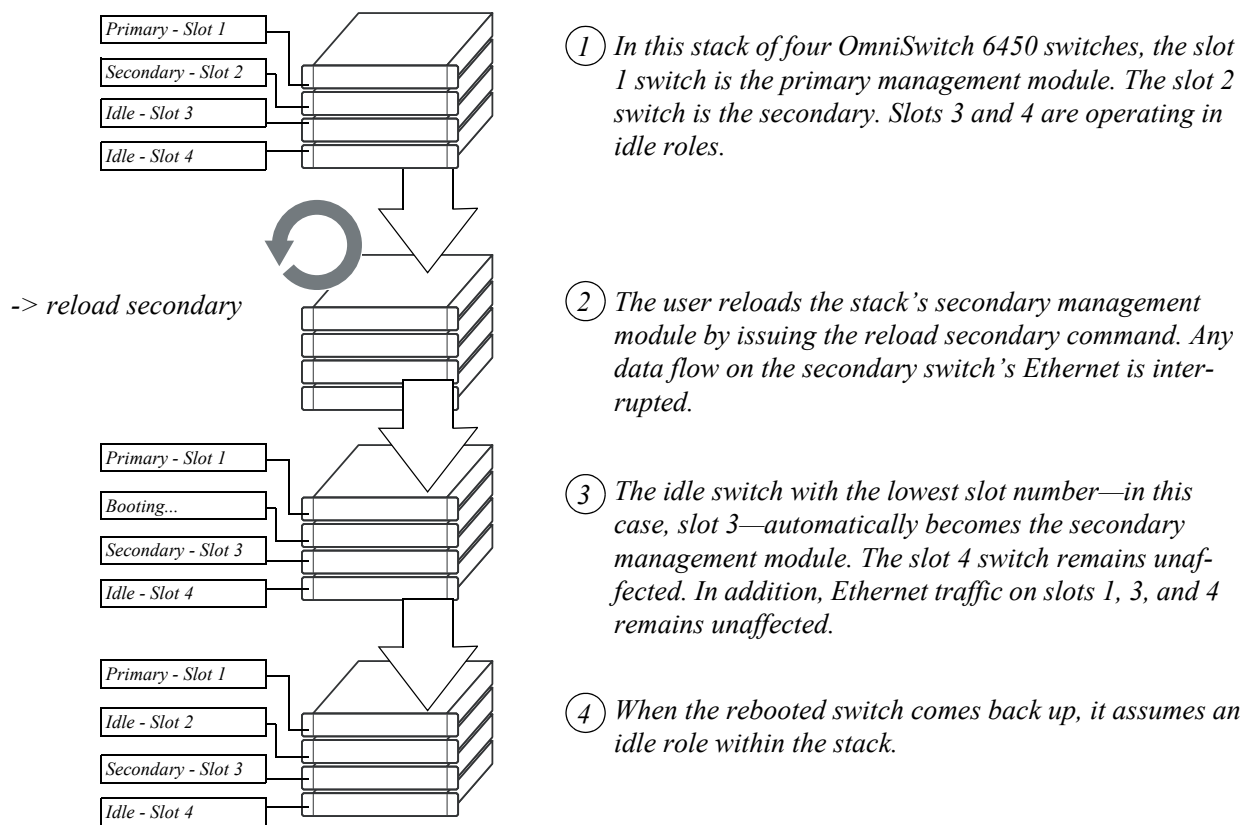 Primary - Slot 1
Secondary - Slot 2
Idle - Slot 3
Idle - Slot 4
1 In this stack of four OmniSwitch 6450 switches, the slot
1 switch is the primary management module. The slot 2
switch is the secondary. Slots 3 and 4 are operating in
idle roles.
-> reload secondary
2 The user reloads the stack’s secondary management
module by issuing the reload secondary command. Any
data flow on the secondary switch’s Ethernet is inter-
rupted.
Primary - Slot 1
Booting...
Secondary - Slot 3
Idle - Slot 4
3 The idle switch with the lowest slot number—in this
case, slot 3—automatically becomes the secondary
management module. The slot 4 switch remains unaf-
fected. In addition, Ethernet traffic on slots 1, 3, and 4
remains unaffected.
Primary - Slot 1
Idle - Slot 2
Secondary - Slot 3
Idle - Slot 4
4 When the rebooted switch comes back up, it assumes an
idle role within the stack.